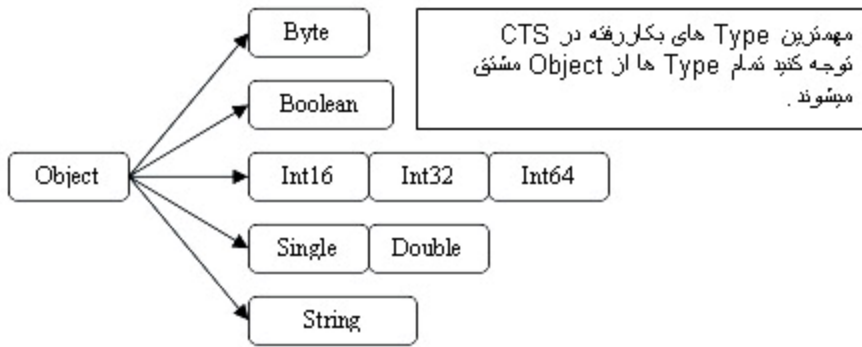 Byte
مهمترین Type های بکاررفته در CTS
توجه کنید تمام Type ها از Object مشتق
میشوند .
Boolean
Object
Int16 Int32 Int64
Single Double
String